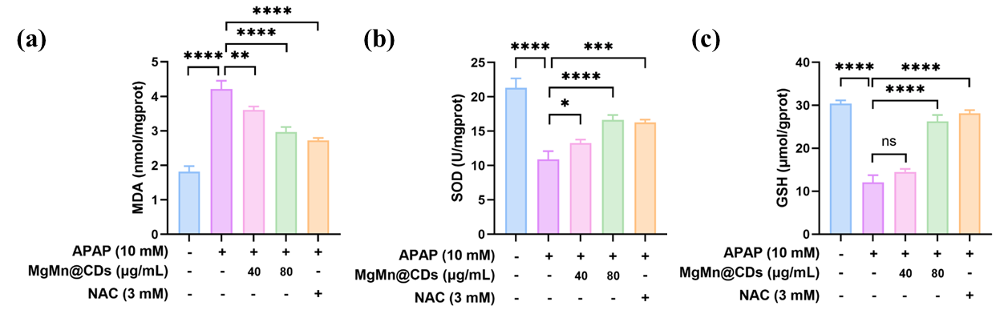 (a)
****
****
**** **
MDA (nmol/mgprot)
5
4
3
2
1
0
APAP (10 mM) - + + + +
MgMn@CDs (μg/mL) - - 40 80 -
NAC (3 mM) - - - - +
(b)
**** ***
****
*
SOD (U/mgprot)
25
20
15
10
5
0
APAP (10 mM) - + + + +
MgMn@CDs (μg/mL) - - 40 80 -
NAC (3 mM) - - - - +
(c)
**** ****
****
ns
GSH (μmol/gprot)
40
30
20
10
0
APAP (10 mM) - + + + +
MgMn@CDs (μg/mL) - - 40 80 -
NAC (3 mM) - - - - +